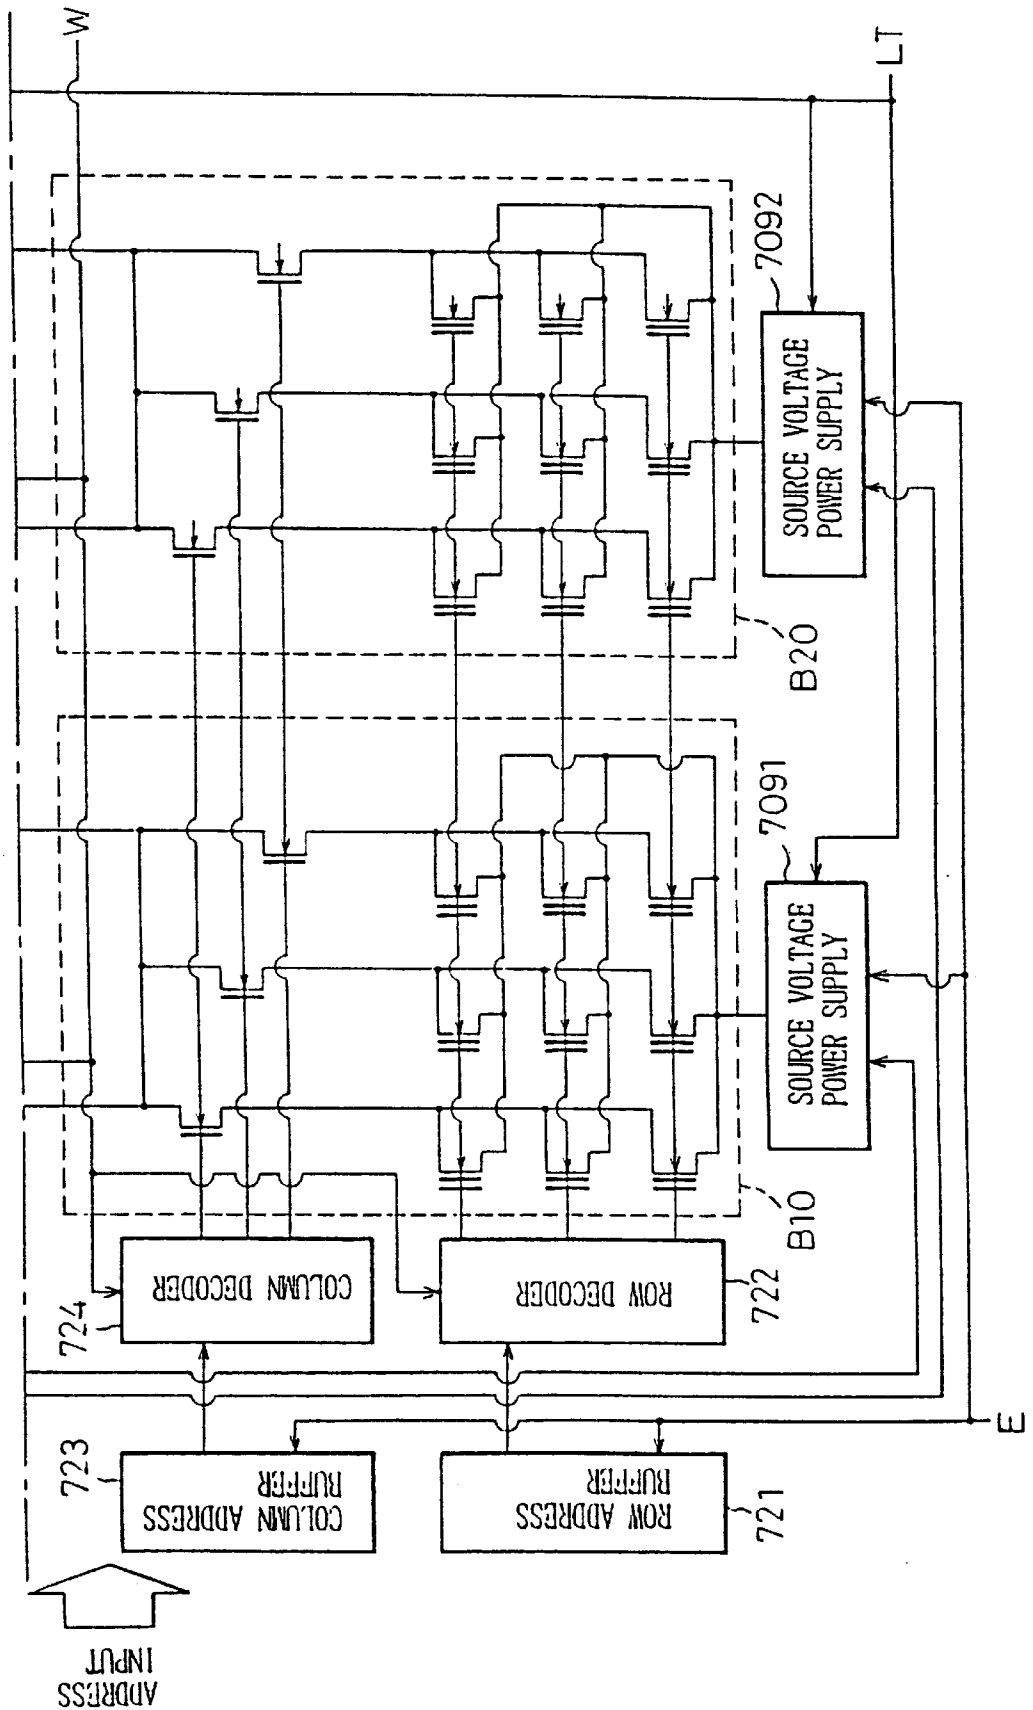 ADDRESS
INPUT
723
COLUMN ADDRESS
BUFFER
721
ROW ADDRESS
BUFFER
E
724
COLUMN DECODER
722
ROW DECODER
B10
7091
SOURCE VOLTAGE
POWER SUPPLY
B20
7092
SOURCE VOLTAGE
POWER SUPPLY
W
LT